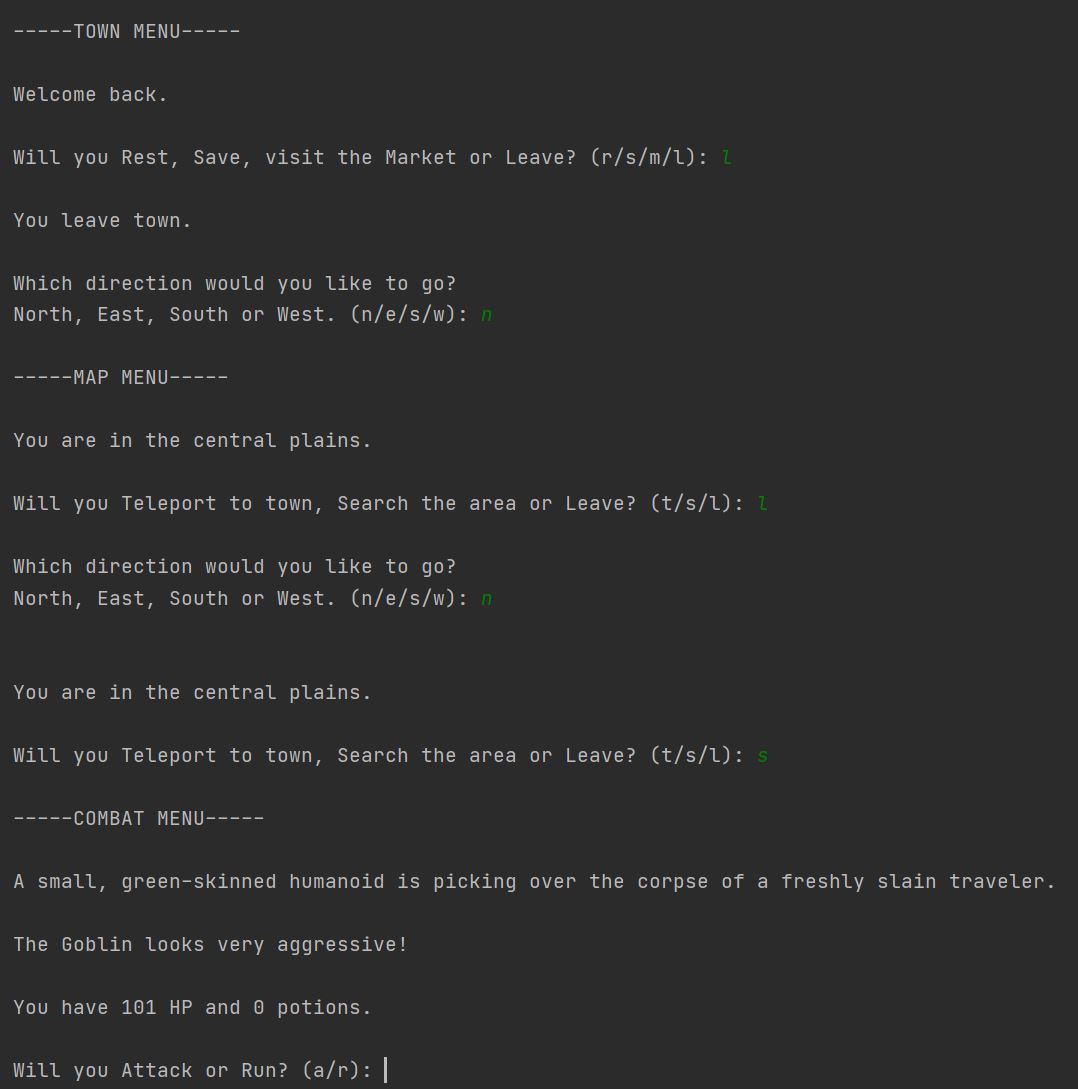 -----TOWN MENU-----
Welcome back.
Will you Rest, Save, visit the Market or Leave? (r/s/m/l): l
You leave town.
Which direction would you like to go?
North, East, South or West. (n/e/s/w): n
-----MAP MENU-----
You are in the central plains.
Will you Teleport to town, Search the area or Leave? (t/s/l): l
Which direction would you like to go?
North, East, South or West. (n/e/s/w): n
You are in the central plains.
Will you Teleport to town, Search the area or Leave? (t/s/l): s
-----COMBAT MENU-----
A small, green-skinned humanoid is picking over the corpse of a freshly slain traveler.
The Goblin looks very aggressive!
You have 101 HP and 0 potions.
Will you Attack or Run? (a/r):